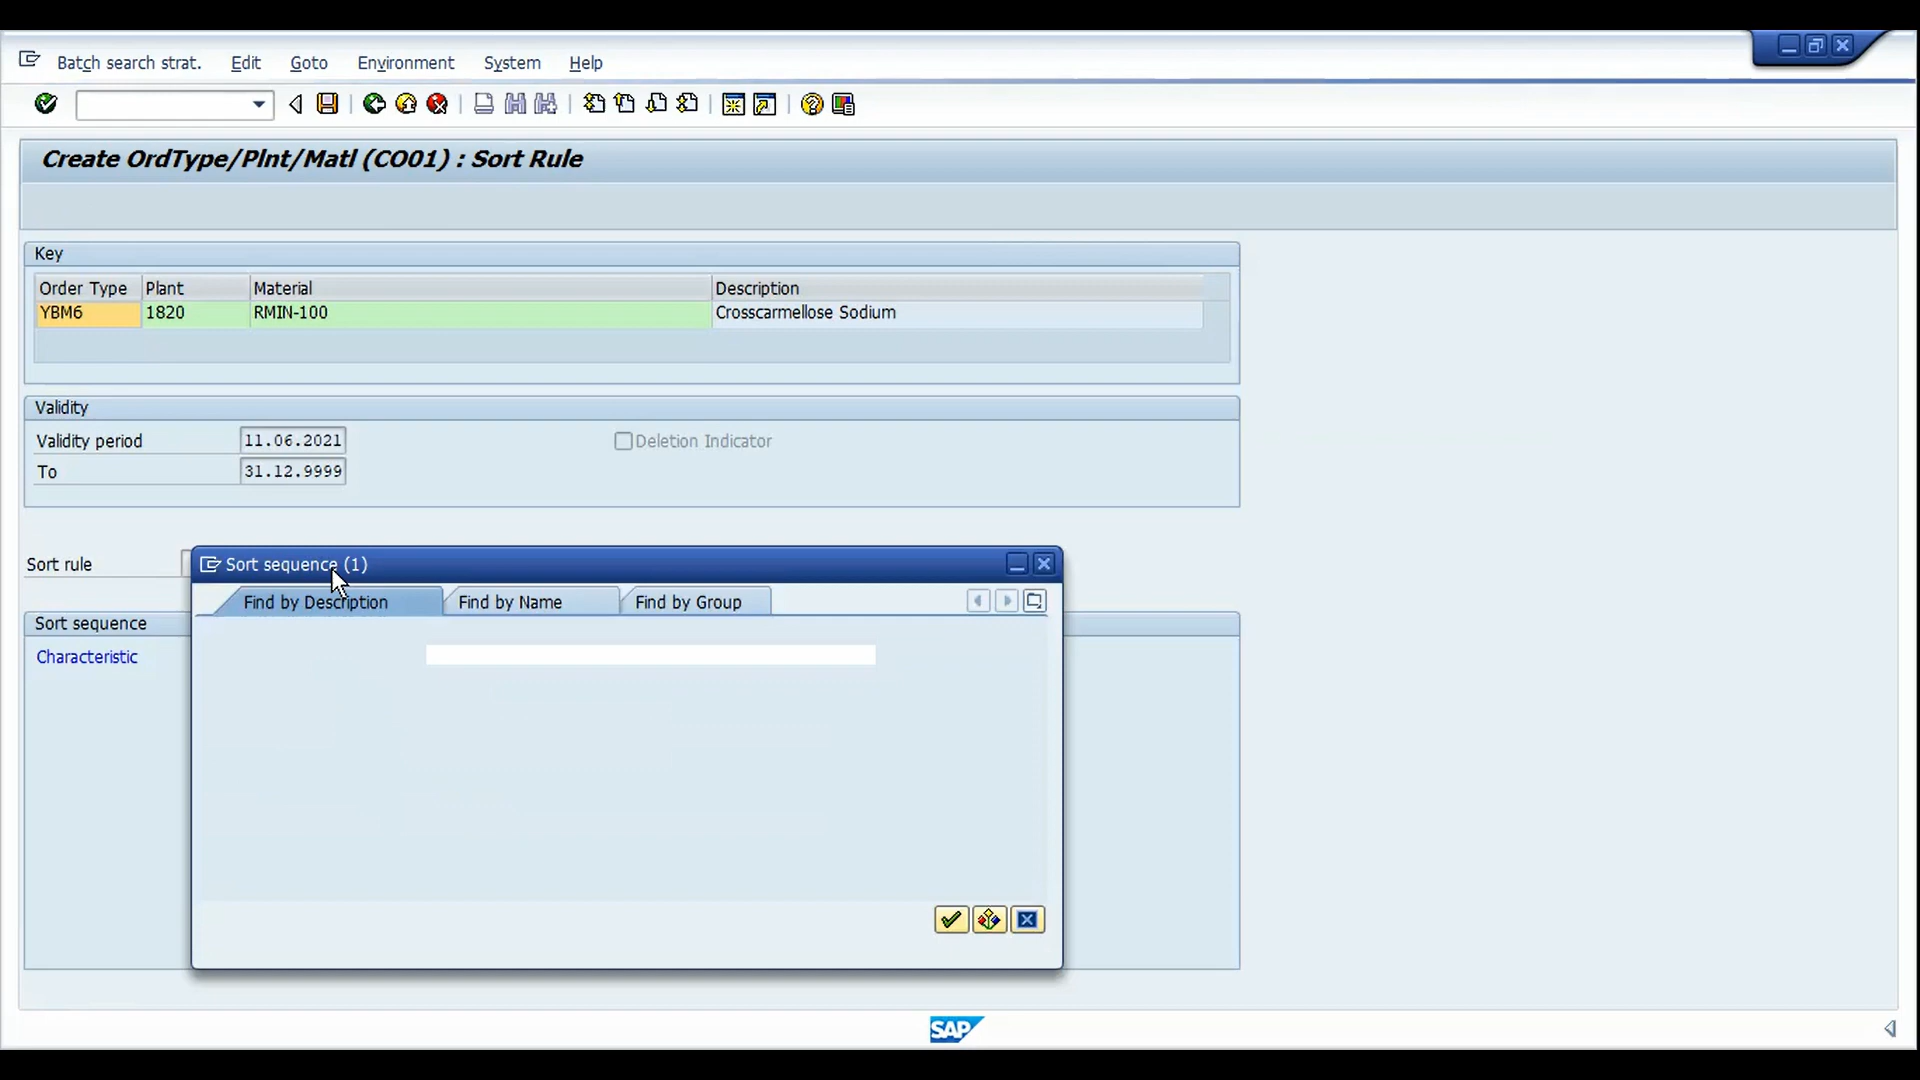 Batch search strat. Edit Goto Environment System Help
Create OrdType/Plnt/Matl (CO01) : Sort Rule
Key
Order Type Plant Material Description
YBM6 1820 RMIN-100 Crosscarmellose Sodium
Validity
Validity period 11.06.2021 Deletion Indicator
To 31.12.9999
Sort rule
Sort sequence (1)
Find by Description Find by Name Find by Group
Sort sequence
Characteristic
SAP